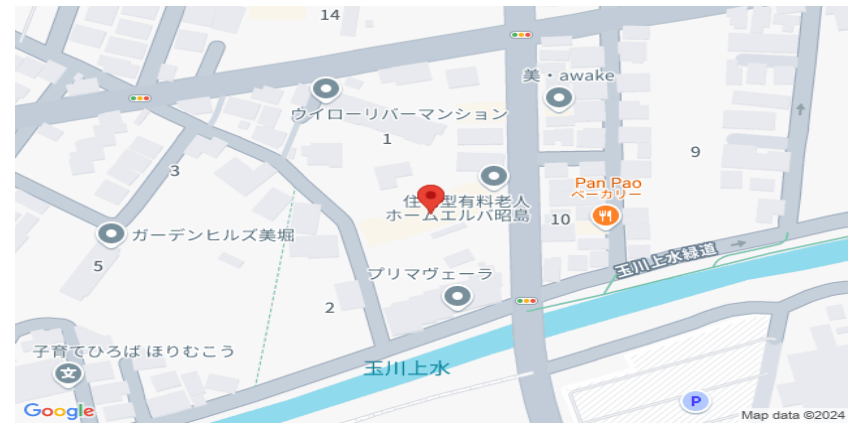 14
美・awake
ウイローリバーマンション
1
9
3
Pan Pao
ベーカリー
住宅型有料老人
ホームエルバ昭島
10
ガーデンヒルズ美堀
玉川上水緑道
5
プリマヴェーラ
2
子育てひろば ほりむこう
玉川上水
文
P
Google
Map data ©2024